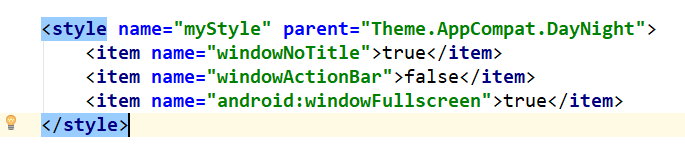 <style name="myStyle" parent="Theme.AppCompat.DayNight">
<item name="windowNoTitle">true</item>
<item name="windowActionBar">false</item>
<item name="android:windowFullscreen">true</item>
</style>